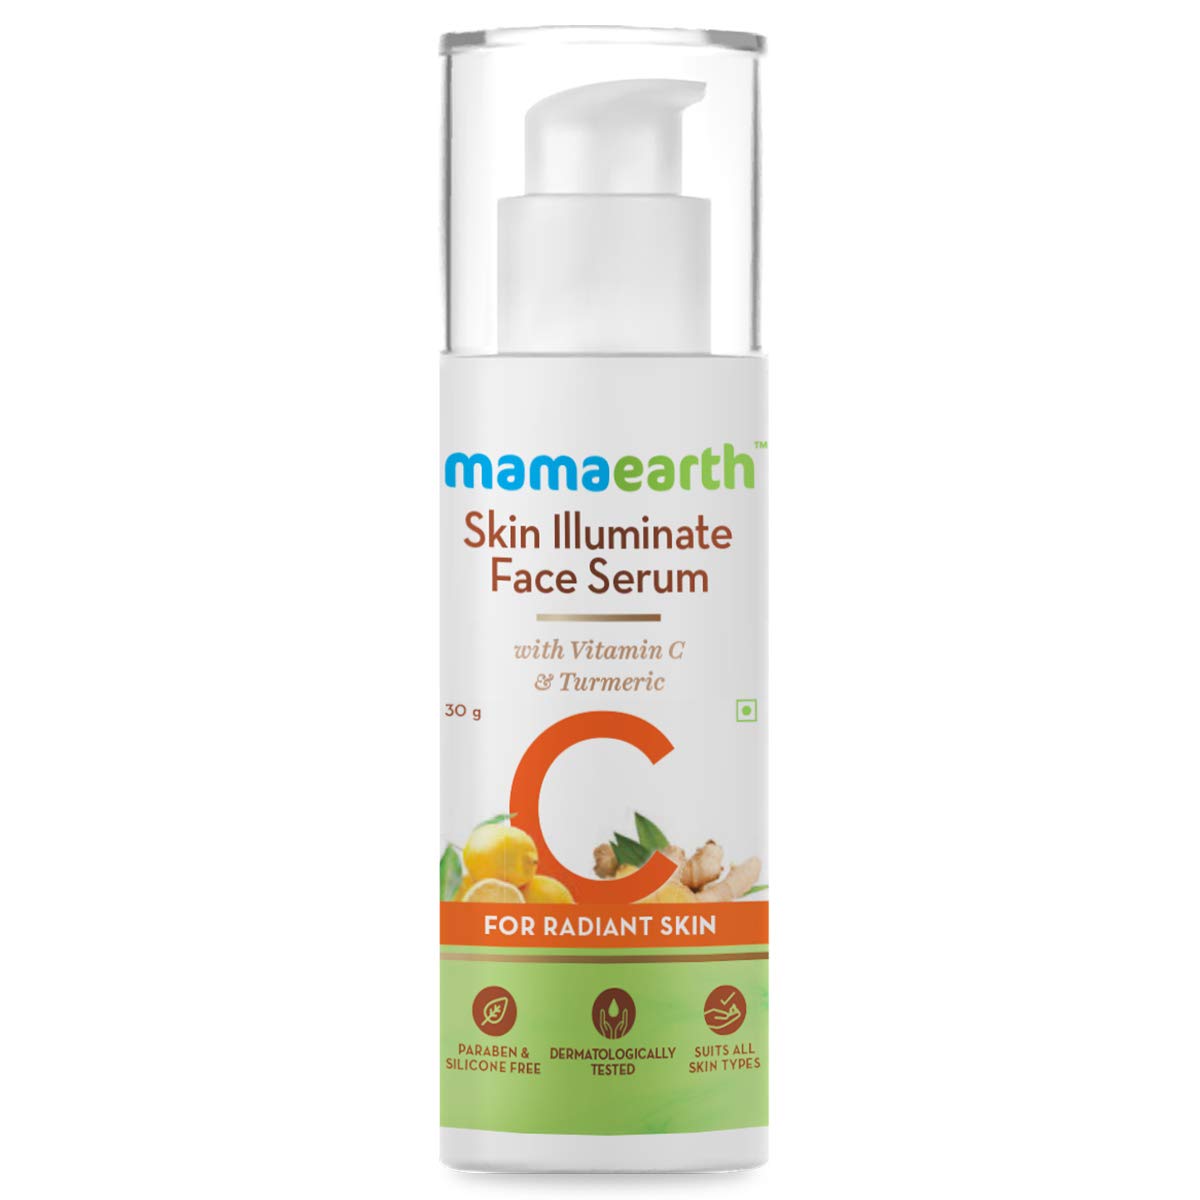 mamaearth™
Skin Illuminate
Face Serum
with Vitamin C
& Turmeric
30 g
C
FOR RADIANT SKIN
PARABEN &
SILICONE FREE
DERMATOLOGICALLY
TESTED
SUITS ALL
SKIN TYPES